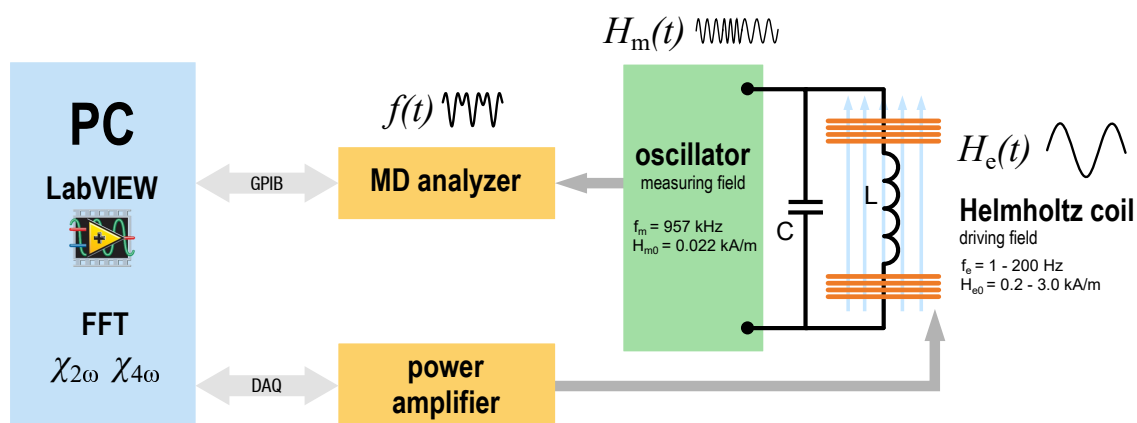 PC
LabVIEW
FFT
χ2ω χ4ω
GPIB
DAQ
f(t)
MD analyzer
power
amplifier
Hm(t)
oscillator
measuring field
fm = 957 kHz
Hm0 = 0.022 kA/m
C
L
He(t)
Helmholtz coil
driving field
fe = 1 - 200 Hz
He0 = 0.2 - 3.0 kA/m